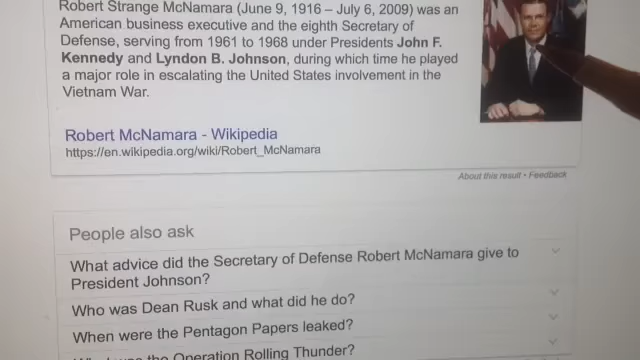 Robert Strange McNamara (June 9, 1916 – July 6, 2009) was an
American business executive and the eighth Secretary of
Defense, serving from 1961 to 1968 under Presidents John F.
Kennedy and Lyndon B. Johnson, during which time he played
a major role in escalating the United States involvement in the
Vietnam War.
Robert McNamara - Wikipedia
https://en.wikipedia.org/wiki/Robert_McNamara
About this result • Feedback
People also ask
What advice did the Secretary of Defense Robert McNamara give to
President Johnson?
Who was Dean Rusk and what did he do?
When were the Pentagon Papers leaked?
the Operation Rolling Thunder?